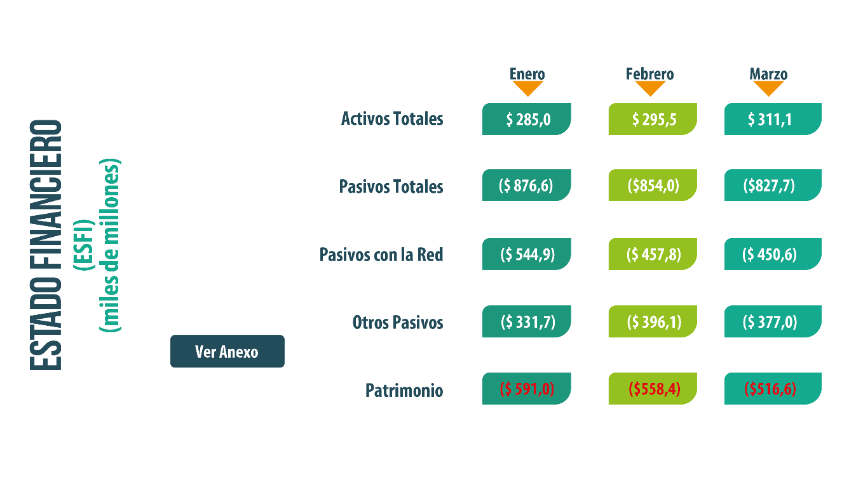 ESTADO FINANCIERO
(ESFI)
(miles de millones)
Enero Febrero Marzo
Activos Totales $ 285,0 $ 295,5 $ 311,1
Pasivos Totales ($ 876,6) ($854,0) ($827,7)
Pasivos con la Red ($ 544,9) ($ 457,8) ($ 450,6)
Otros Pasivos ($ 331,7) ($ 396,1) ($ 377,0)
Ver Anexo
Patrimonio ($ 591,0) ($558,4) ($516,6)